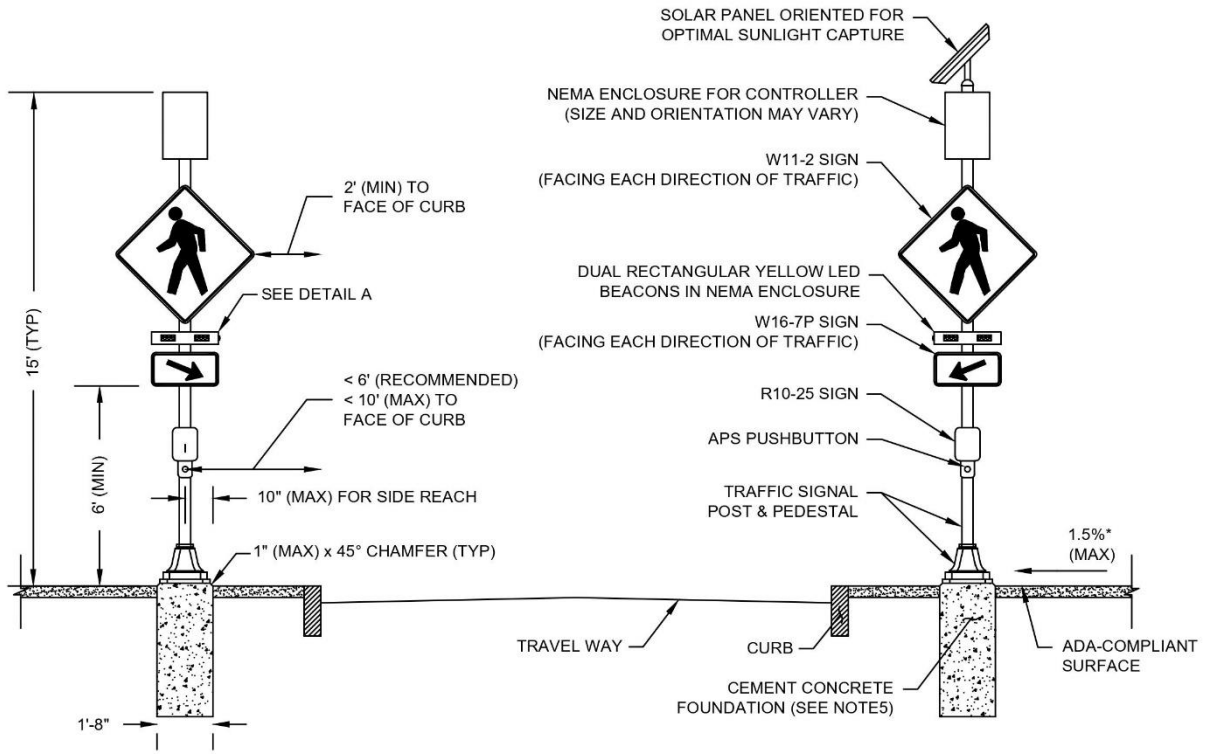 SOLAR PANEL ORIENTED FOR
OPTIMAL SUNLIGHT CAPTURE
NEMA ENCLOSURE FOR CONTROLLER
(SIZE AND ORIENTATION MAY VARY)
W11-2 SIGN
(FACING EACH DIRECTION OF TRAFFIC)
2' (MIN) TO
FACE OF CURB
DUAL RECTANGULAR YELLOW LED
BEACONS IN NEMA ENCLOSURE
SEE DETAIL A
W16-7P SIGN
(FACING EACH DIRECTION OF TRAFFIC)
15' (TYP)
< 6' (RECOMMENDED)
< 10' (MAX) TO
FACE OF CURB
R10-25 SIGN
APS PUSHBUTTON
6' (MIN)
10" (MAX) FOR SIDE REACH
TRAFFIC SIGNAL
POST & PEDESTAL
1" (MAX) x 45° CHAMFER (TYP)
1.5%*
(MAX)
TRAVEL WAY
CURB
ADA-COMPLIANT
SURFACE
CEMENT CONCRETE
FOUNDATION (SEE NOTE5)
1'-8"